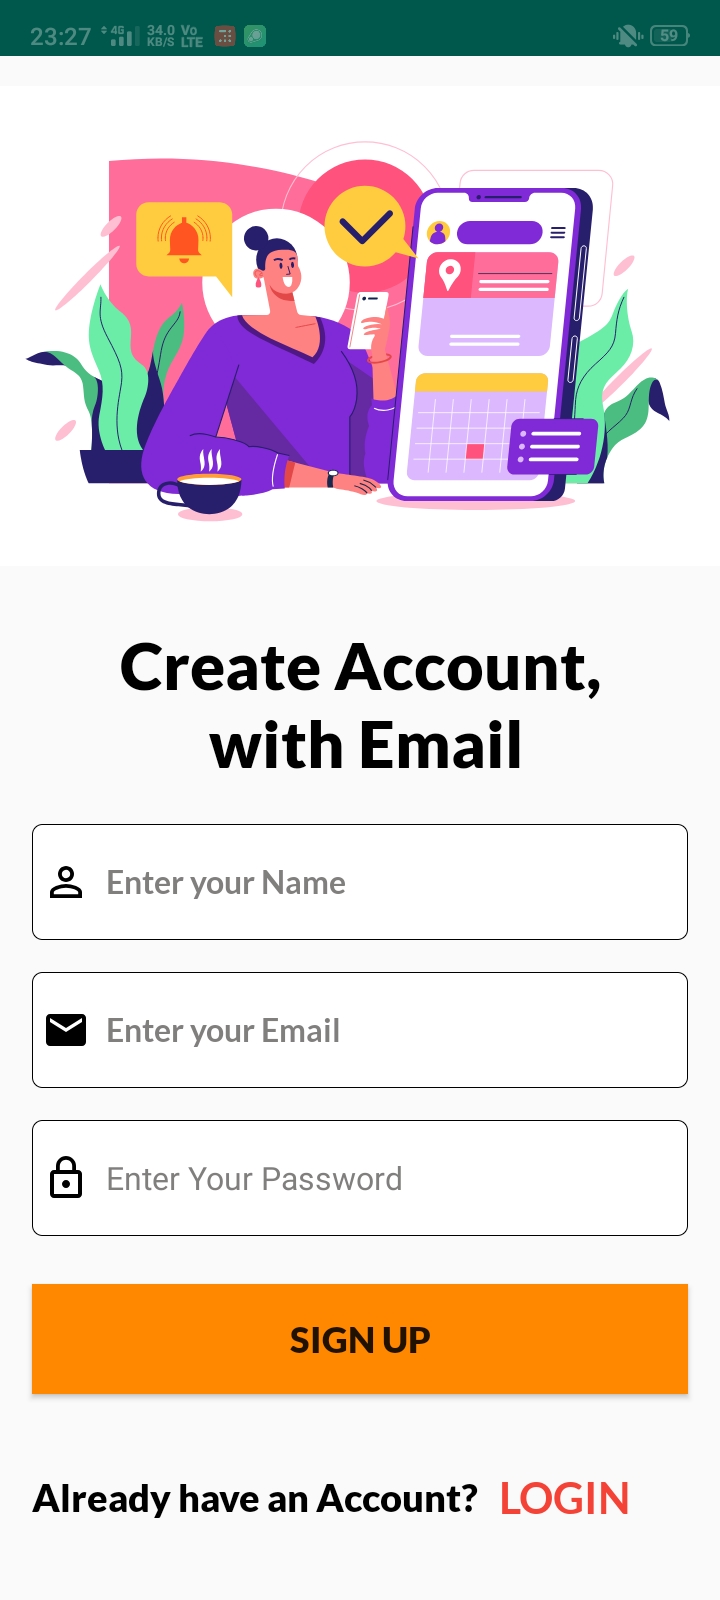 23:27 4G 34.0 KB/S Vo LTE 59
Create Account,
with Email
Enter your Name
Enter your Email
Enter Your Password
SIGN UP
Already have an Account? LOGIN